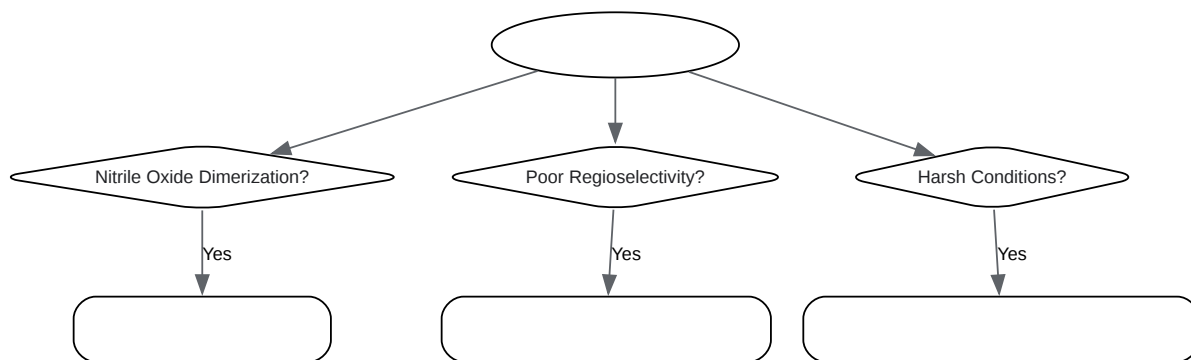 Nitrile Oxide Dimerization?
Poor Regioselectivity?
Harsh Conditions?
Yes
Yes
Yes